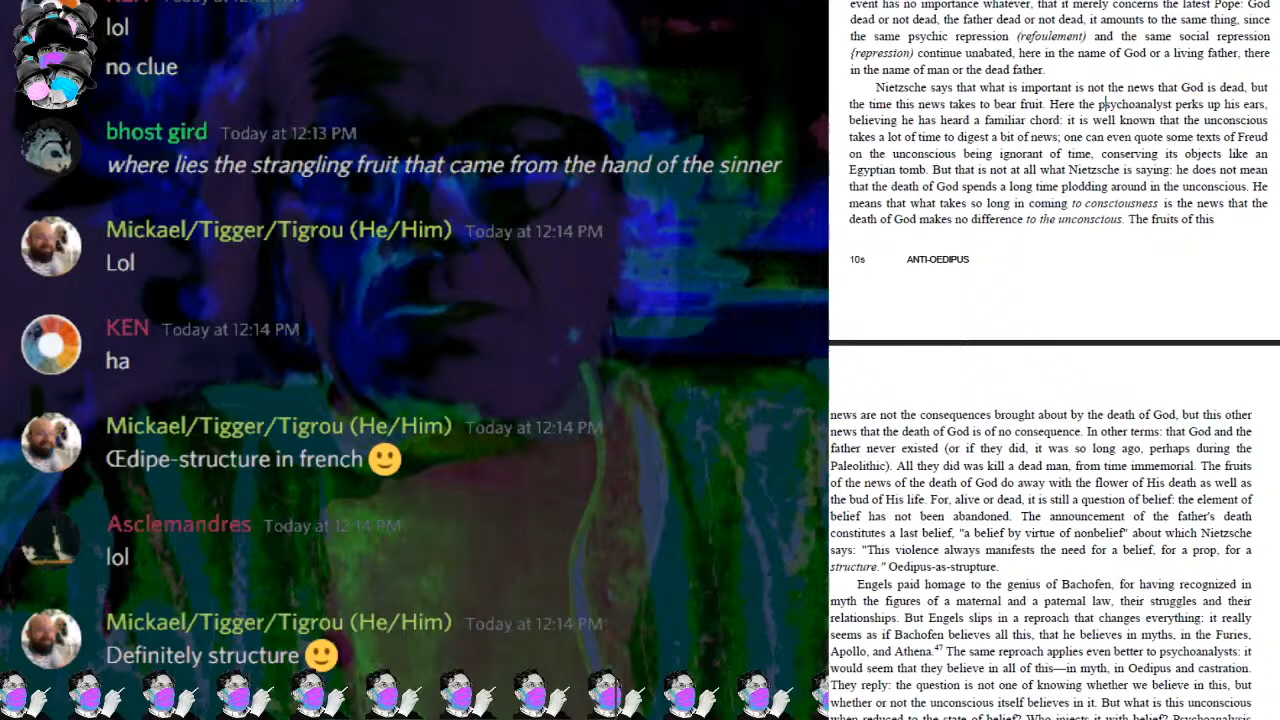 lol
no clue
bhost gird Today at 12:13 PM
where lies the strangling fruit that came from the hand of the sinner
Mickael/Tigger/Tigrou (He/Him) Today at 12:14 PM
Lol
KEN Today at 12:14 PM
ha
Mickael/Tigger/Tigrou (He/Him) Today at 12:14 PM
Œdipe-structure in french 🙂
Asclemandres Today at 12:14 PM
lol
Mickael/Tigger/Tigrou (He/Him) Today at 12:14 PM
Definitely structure 🙂
event has no importance whatever, that it merely concerns the latest Pope: God
dead or not dead, the father dead or not dead, it amounts to the same thing, since
the same psychic repression (refoulement) and the same social repression
{repression) continue unabated, here in the name of God or a living father, there
in the name of man or the dead father.
Nietzsche says that what is important is not the news that God is dead, but
the time this news takes to bear fruit. Here the psychoanalyst perks up his ears,
believing he has heard a familiar chord: it is well known that the unconscious
takes a lot of time to digest a bit of news; one can even quote some texts of Freud
on the unconscious being ignorant of time, conserving its objects like an
Egyptian tomb. But that is not at all what Nietzsche is saying: he does not mean
that the death of God spends a long time plodding around in the unconscious. He
means that what takes so long in coming to consciousness is the news that the
death of God makes no difference to the unconscious. The fruits of this
10s ANTI-OEDIPUS
news are not the consequences brought about by the death of God, but this other
news that the death of God is of no consequence. In other terms: that God and the
father never existed (or if they did, it was so long ago, perhaps during the
Paleolithic). All they did was kill a dead man, from time immemorial. The fruits
of the news of the death of God do away with the flower of His death as well as
the bud of His life. For, alive or dead, it is still a question of belief: the element of
belief has not been abandoned. The announcement of the father's death
constitutes a last belief, "a belief by virtue of nonbelief" about which Nietzsche
says: "This violence always manifests the need for a belief, for a prop, for a
structure." Oedipus-as-strupture.
Engels paid homage to the genius of Bachofen, for having recognized in
myth the figures of a maternal and a paternal law, their struggles and their
relationships. But Engels slips in a reproach that changes everything: it really
seems as if Bachofen believes all this, that he believes in myths, in the Furies,
Apollo, and Athena.47 The same reproach applies even better to psychoanalysts: it
would seem that they believe in all of this—in myth, in Oedipus and castration.
They reply: the question is not one of knowing whether we believe in this, but
whether or not the unconscious itself believes in it. But what is this unconscious
when reduced to the state of belief? Who injects it with belief? Psychoanalysis